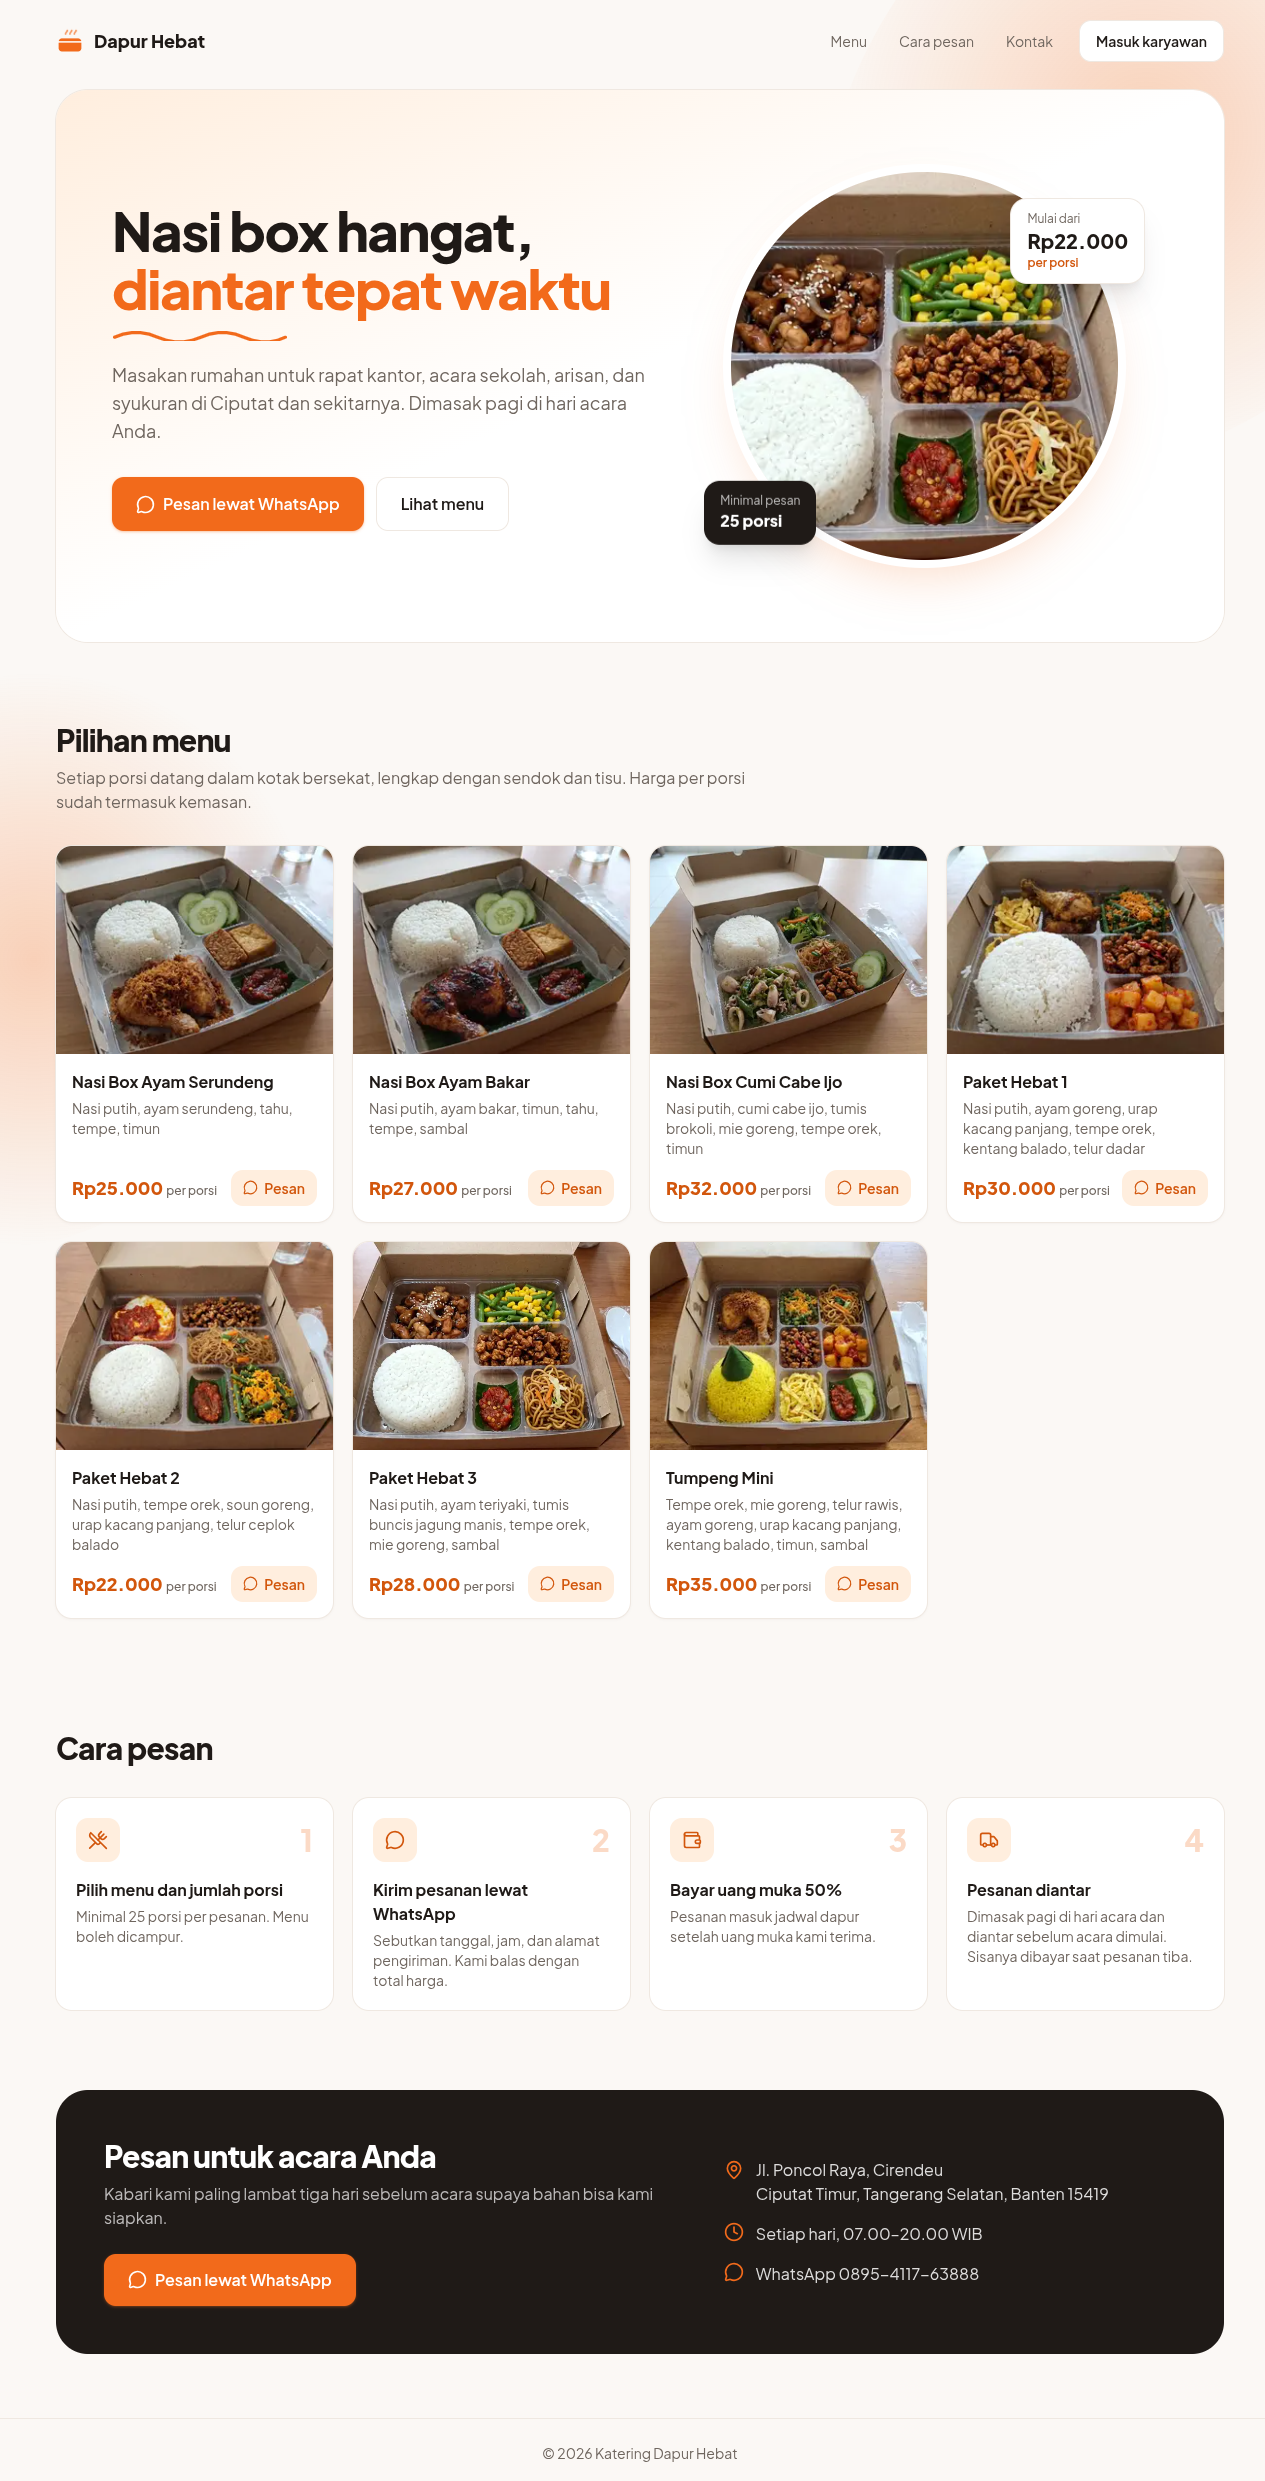 Dapur Hebat
Menu
Cara pesan
Kontak
Masuk karyawan
Nasi box hangat,
diantar tepat waktu
Masakan rumahan untuk rapat kantor, acara sekolah, arisan, dan
syukuran di Ciputat dan sekitarnya. Dimasak pagi di hari acara
Anda.
Pesan lewat WhatsApp
Lihat menu
Mulai dari
Rp22.000
per porsi
Minimal pesan
25 porsi
Pilihan menu
Setiap porsi datang dalam kotak bersekat, lengkap dengan sendok dan tisu. Harga per porsi
sudah termasuk kemasan.
Nasi Box Ayam Serundeng
Nasi putih, ayam serundeng, tahu,
tempe, timun
Rp25.000 per porsi
Pesan
Nasi Box Ayam Bakar
Nasi putih, ayam bakar, timun, tahu,
tempe, sambal
Rp27.000 per porsi
Pesan
Nasi Box Cumi Cabe Ijo
Nasi putih, cumi cabe ijo, tumis
brokoli, mie goreng, tempe orek,
timun
Rp32.000 per porsi
Pesan
Paket Hebat 1
Nasi putih, ayam goreng, urap
kacang panjang, tempe orek,
kentang balado, telur dadar
Rp30.000 per porsi
Pesan
Paket Hebat 2
Nasi putih, tempe orek, soun goreng,
urap kacang panjang, telur ceplok
balado
Rp22.000 per porsi
Pesan
Paket Hebat 3
Nasi putih, ayam teriyaki, tumis
buncis jagung manis, tempe orek,
mie goreng, sambal
Rp28.000 per porsi
Pesan
Tumpeng Mini
Tempe orek, mie goreng, telur rawis,
ayam goreng, urap kacang panjang,
kentang balado, timun, sambal
Rp35.000 per porsi
Pesan
Cara pesan
1
Pilih menu dan jumlah porsi
Minimal 25 porsi per pesanan. Menu
boleh dicampur.
2
Kirim pesanan lewat
WhatsApp
Sebutkan tanggal, jam, dan alamat
pengiriman. Kami balas dengan
total harga.
3
Bayar uang muka 50%
Pesanan masuk jadwal dapur
setelah uang muka kami terima.
4
Pesanan diantar
Dimasak pagi di hari acara dan
diantar sebelum acara dimulai.
Sisanya dibayar saat pesanan tiba.
Pesan untuk acara Anda
Kabari kami paling lambat tiga hari sebelum acara supaya bahan bisa kami
siapkan.
Pesan lewat WhatsApp
Jl. Poncol Raya, Cirendeu
Ciputat Timur, Tangerang Selatan, Banten 15419
Setiap hari, 07.00–20.00 WIB
WhatsApp 0895-4117-63888
© 2026 Katering Dapur Hebat